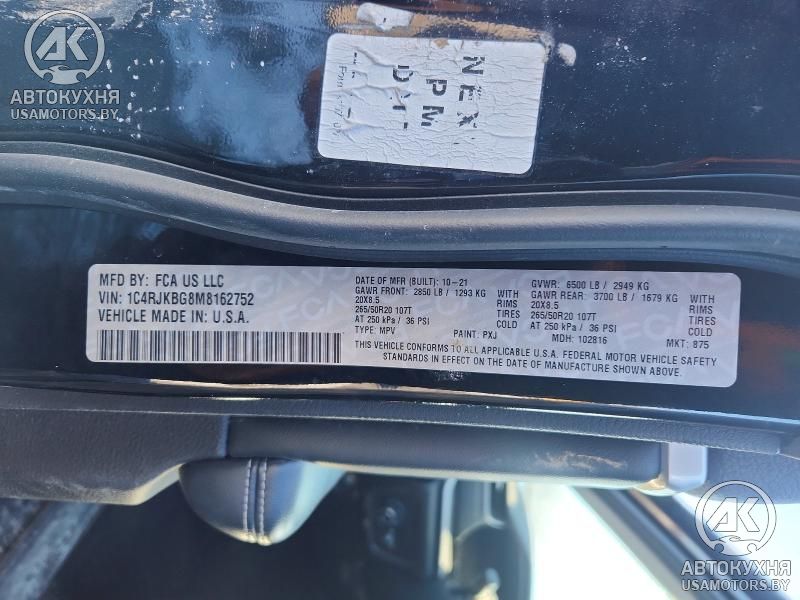 АК
АВТОКУХНЯ
USAMOTORS.BY
NEX
PM
MFD BY: FCA US LLC
VIN: 1C4RJKBG8M8162752
VEHICLE MADE IN U.S.A.
DATE OF MFR (BUILT): 10-21
GAWR FRONT: 2850 LB / 1293 KG WITH
20X8.5 RIMS
265/50R20 107T TIRES
AT 250 kPa / 36 PSI COLD
TYPE: MPV PAINT: PXJ
GVWR: 6500 LB / 2949 KG
GAWR REAR: 3700 LB / 1679 KG WITH
20X8.5 RIMS
265/50R20 107T TIRES
AT 250 kPa / 36 PSI COLD
MDH: 102816 MKT: 875
THIS VEHICLE CONFORMS TO ALL APPLICABLE U.S.A. FEDERAL MOTOR VEHICLE SAFETY
STANDARDS IN EFFECT ON THE DATE OF MANUFACTURE SHOWN ABOVE.
АК
АВТОКУХНЯ
USAMOTORS.BY